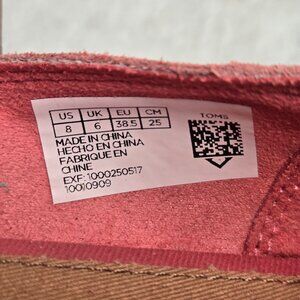 US UK EU CM
8 6 38.5 25
TOMS
MADE IN CHINA
HECHO EN CHINA
FABRIQUE EN
CHINE
EXF: 1000250517
10010909